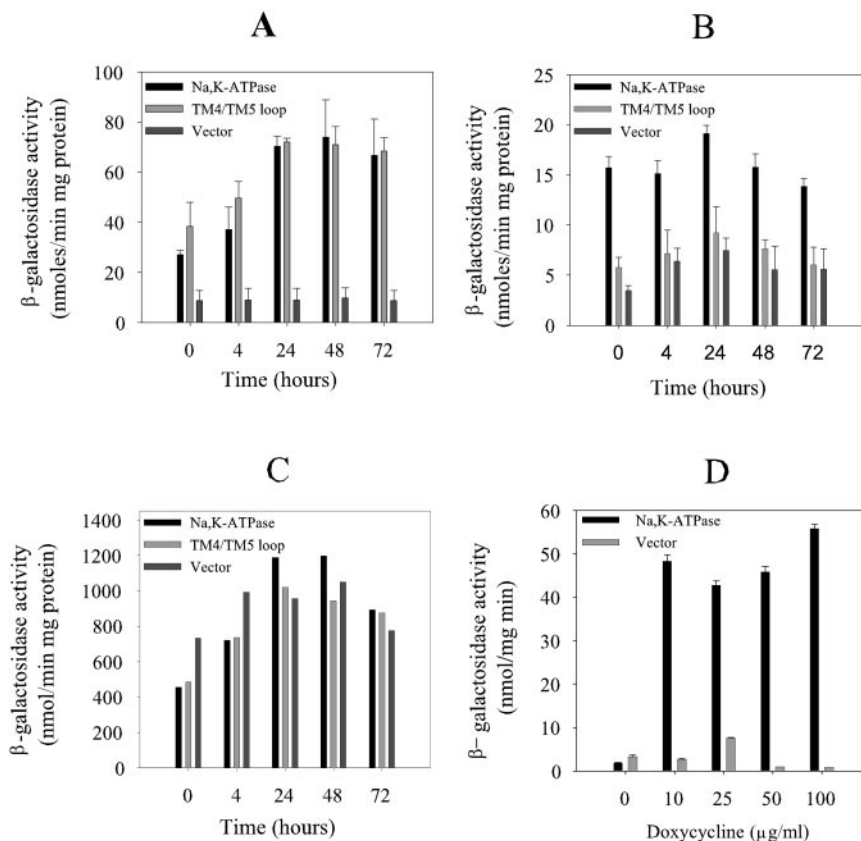 A
β-galactosidase activity
(nmoles/min mg protein)
100
80
60
40
20
0
Na,K-ATPase
TM4/TM5 loop
Vector
0 4 24 48 72
Time (hours)
B
β-galactosidase activity
(nmoles/min mg protein)
25
20
15
10
5
0
Na,K-ATPase
TM4/TM5 loop
Vector
0 4 24 48 72
Time (hours)
C
β-galactosidase activity
(nmol/min mg protein)
1400
1200
1000
800
600
400
200
0
Na,K-ATPase
TM4/TM5 loop
Vector
0 4 24 48 72
Time (hours)
D
β− galactosidase activity
(nmol/mg min)
60
50
40
30
20
10
0
Na,K-ATPase
Vector
0 10 25 50 100
Doxycycline (µg/ml)